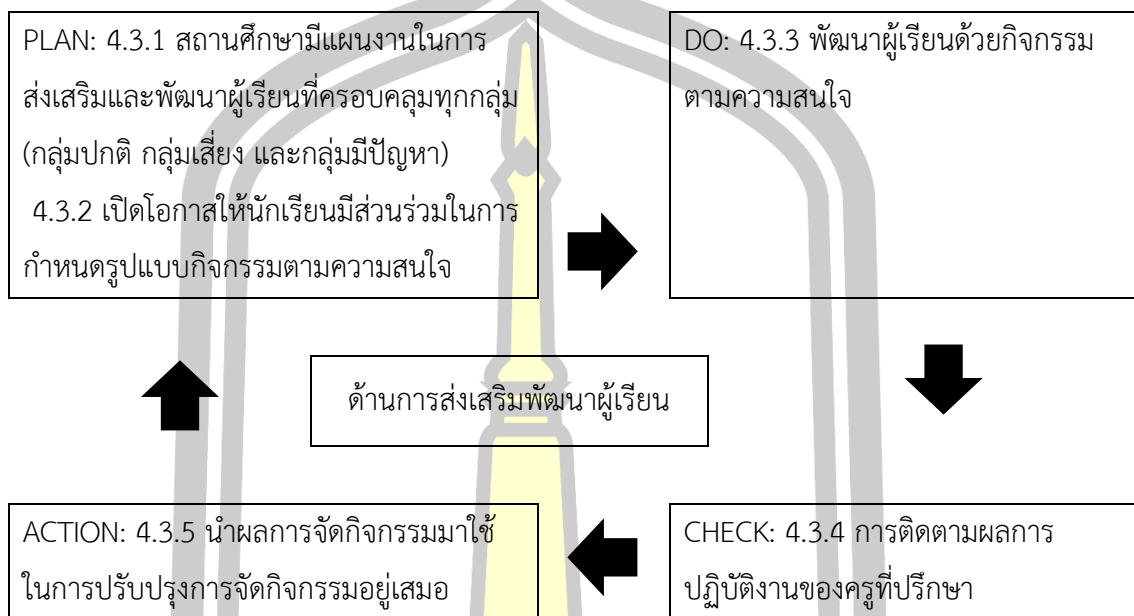 PLAN: 4.3.1 สถานศึกษามีแผนงานในการ
ส่งเสริมและพัฒนาผู้เรียนที่ครอบคลุมทุกกลุ่ม
(กลุ่มปกติ กลุ่มเสี่ยง และกลุ่มมีปัญหา)
4.3.2 เปิดโอกาสให้นักเรียนมีส่วนร่วมในการ
กำหนดรูปแบบกิจกรรมตามความสนใจ
DO: 4.3.3 พัฒนาผู้เรียนด้วยกิจกรรม
ตามความสนใจ
ด้านการส่งเสริมพัฒนาผู้เรียน
ACTION: 4.3.5 นำผลการจัดกิจกรรมมาใช้
ในการปรับปรุงการจัดกิจกรรมอยู่เสมอ
CHECK: 4.3.4 การติดตามผลการ
ปฏิบัติงานของครูที่ปรึกษา